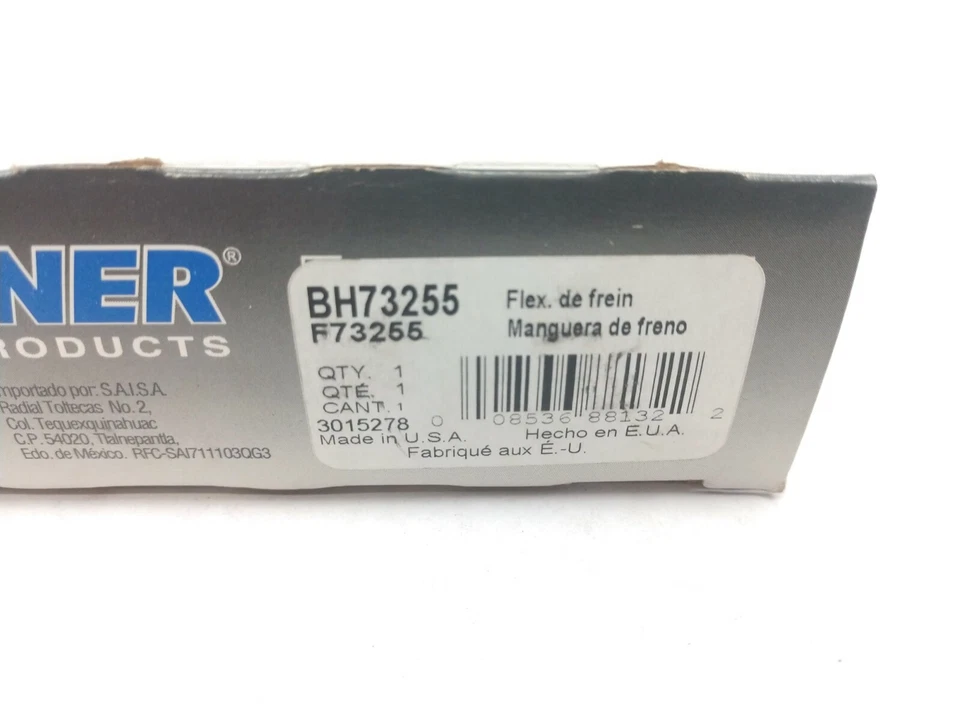 NER®
RODUCTS
mportado por: S.A.I.S.A.
Radial Toltecas No. 2,
Col. Tequexquinahuac
C.P. 54020, Tlalnepantla,
Edo. de México. RFC-SAI711103QG3
BH73255
F73255
Flex. de frein
Manguera de freno
QTY. 1
QTÉ. 1
CANT. 1
3015278
0 08536 88132 2
Made in U.S.A.
Hecho en E.U.A.
Fabriqué aux É.-U.